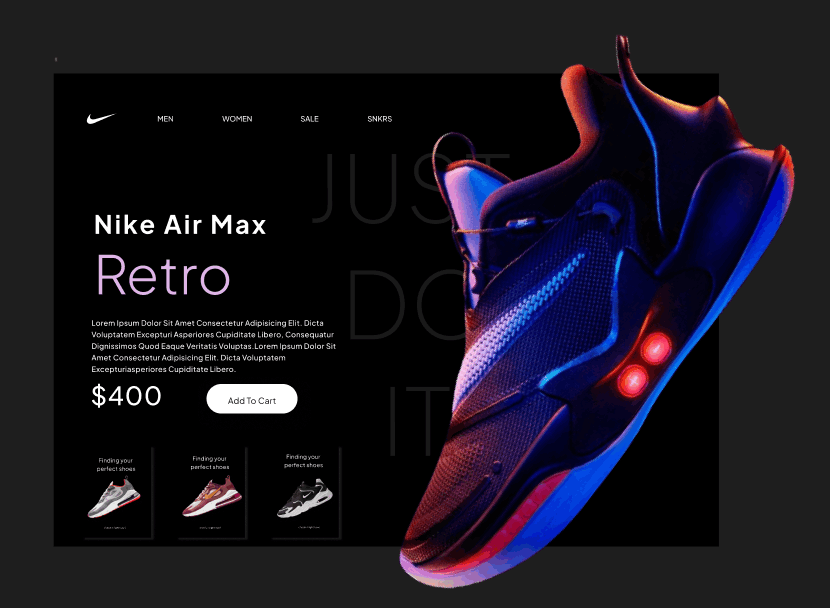 MEN WOMEN SALE SNKRS
JUST
DO
IT
Nike Air Max
Retro
Lorem Ipsum Dolor Sit Amet Consectetur Adipisicing Elit. Dicta
Voluptatem Excepturi Asperiores Cupiditate Libero, Consequatur
Dignissimos Quod Eaque Veritatis Voluptas.Lorem Ipsum Dolor Sit
Amet Consectetur Adipisicing Elit. Dicta Voluptatem
Excepturiasperiores Cupiditate Libero.
$400 Add To Cart
Finding your
perfect shoes
Finding your
perfect shoes
Finding your
perfect shoes